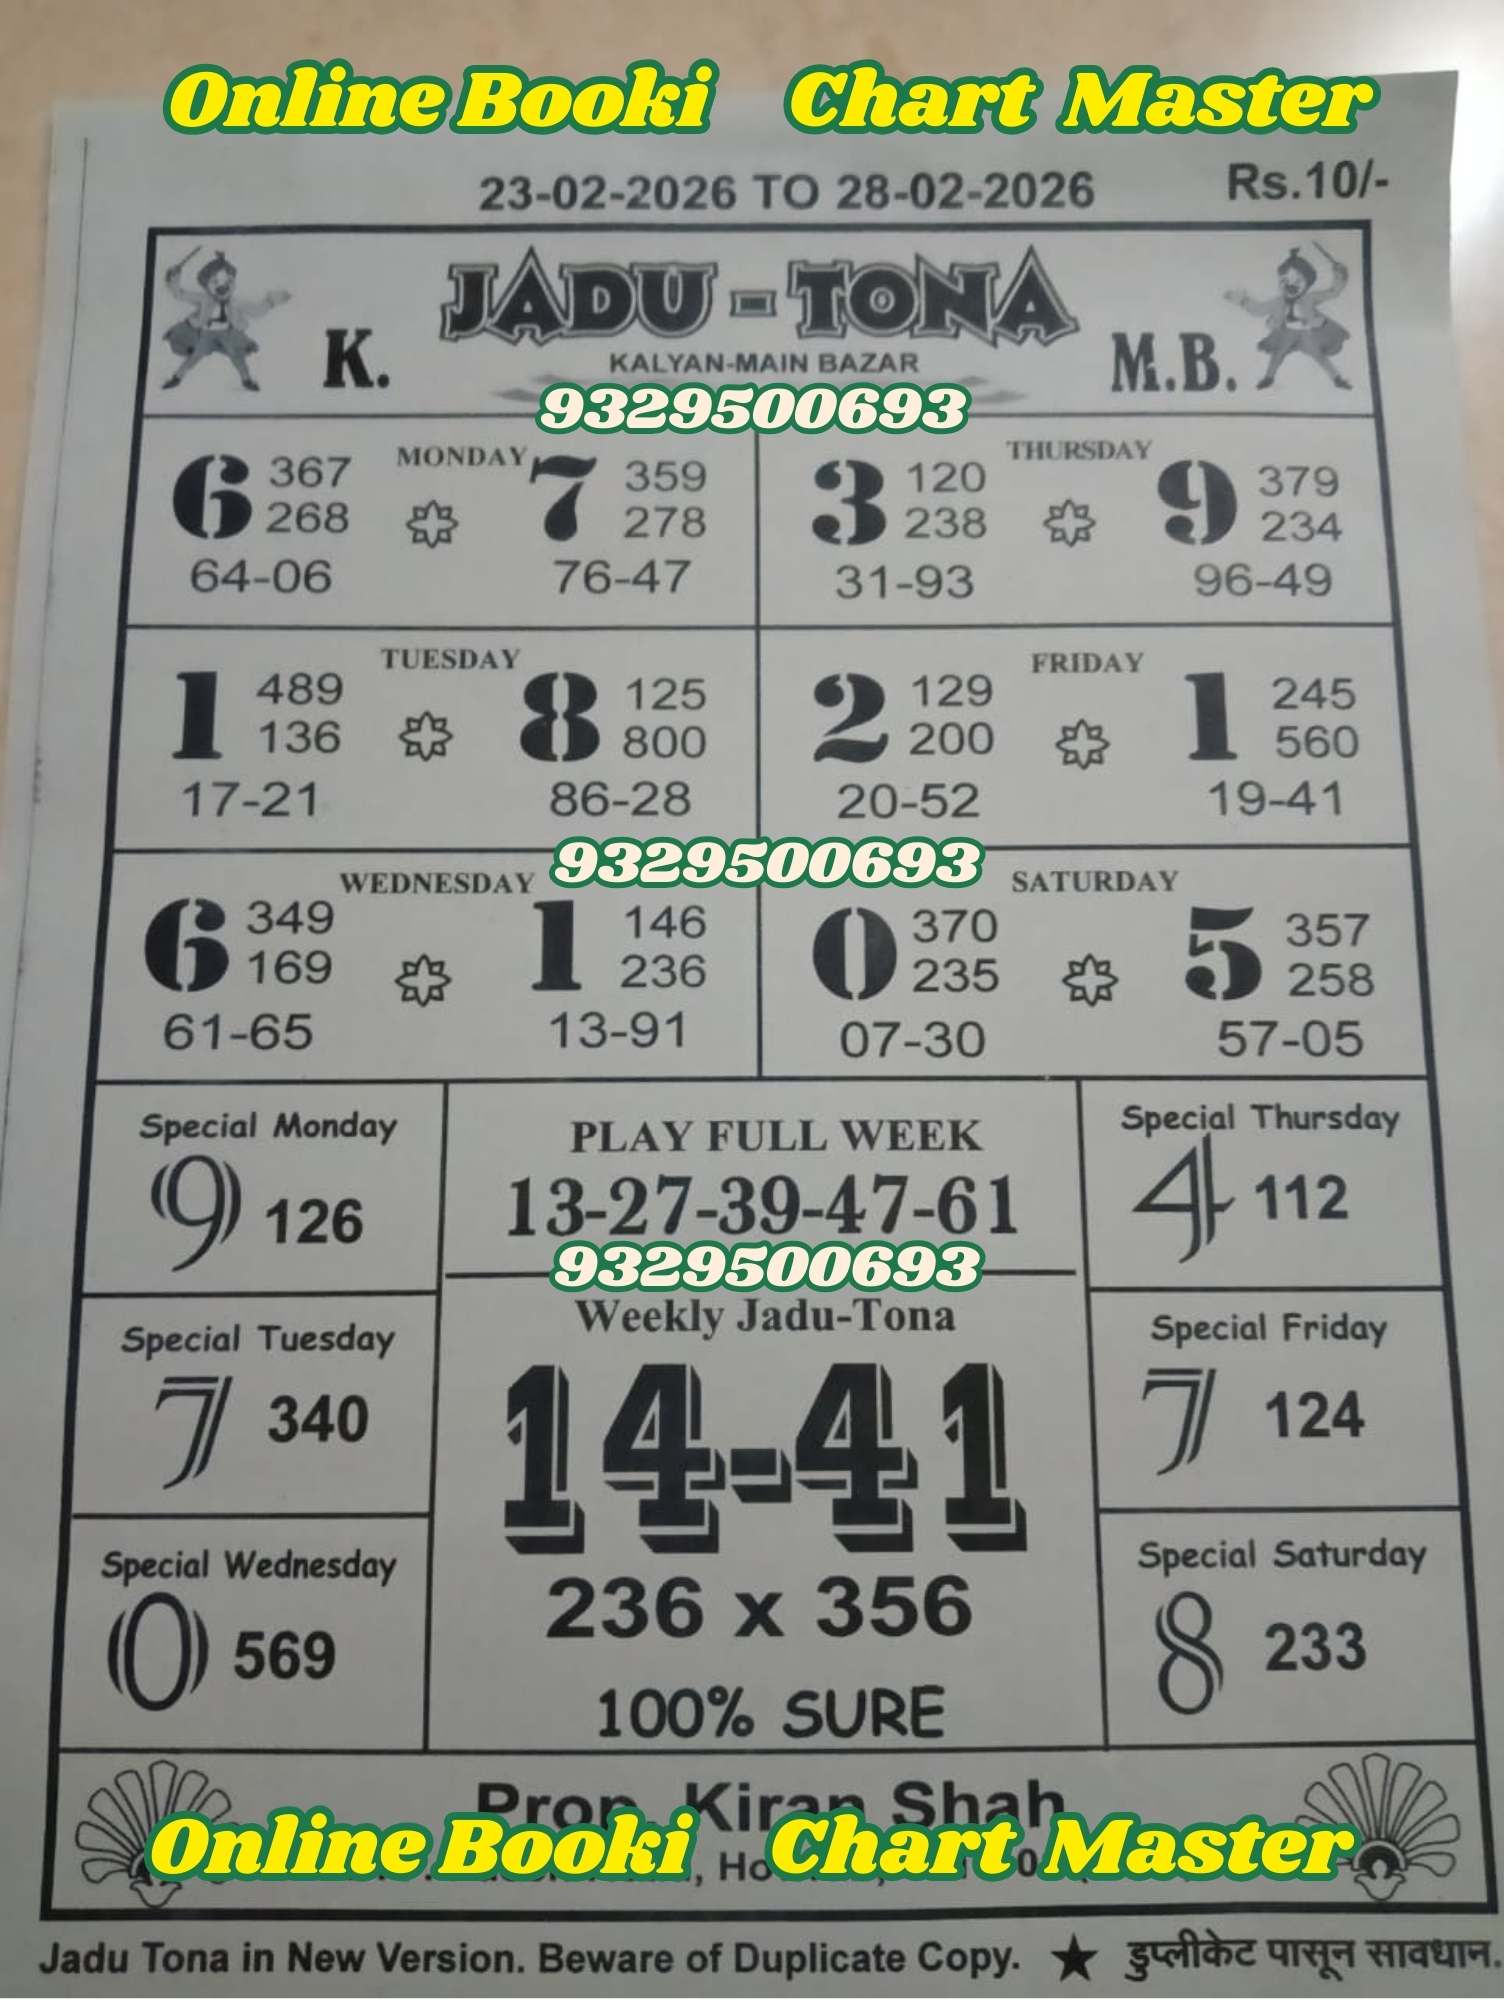 Online Booki Chart Master
23-02-2026 TO 28-02-2026 Rs.10/-
JADU-TONA
K. M.B.
KALYAN-MAIN BAZAR
9329500693
MONDAY
6 367 7 359
268 278
64-06 76-47
THURSDAY
3 120 9 379
238 234
31-93 96-49
TUESDAY
1 489 8 125
136 800
17-21 86-28
FRIDAY
2 129 1 245
200 560
20-52 19-41
9329500693
WEDNESDAY
6 349 1 146
169 236
61-65 13-91
SATURDAY
0 370 5 357
235 258
07-30 57-05
Special Monday
9 126
Special Tuesday
7 340
Special Wednesday
0 569
PLAY FULL WEEK
13-27-39-47-61
9329500693
Weekly Jadu-Tona
14-41
236 x 356
100% SURE
Special Thursday
4 112
Special Friday
7 124
Special Saturday
8 233
Prop. Kiran Shah
Online Booki Chart Master
Jadu Tona in New Version. Beware of Duplicate Copy. ★ डुप्लीकेट पासून सावधान.